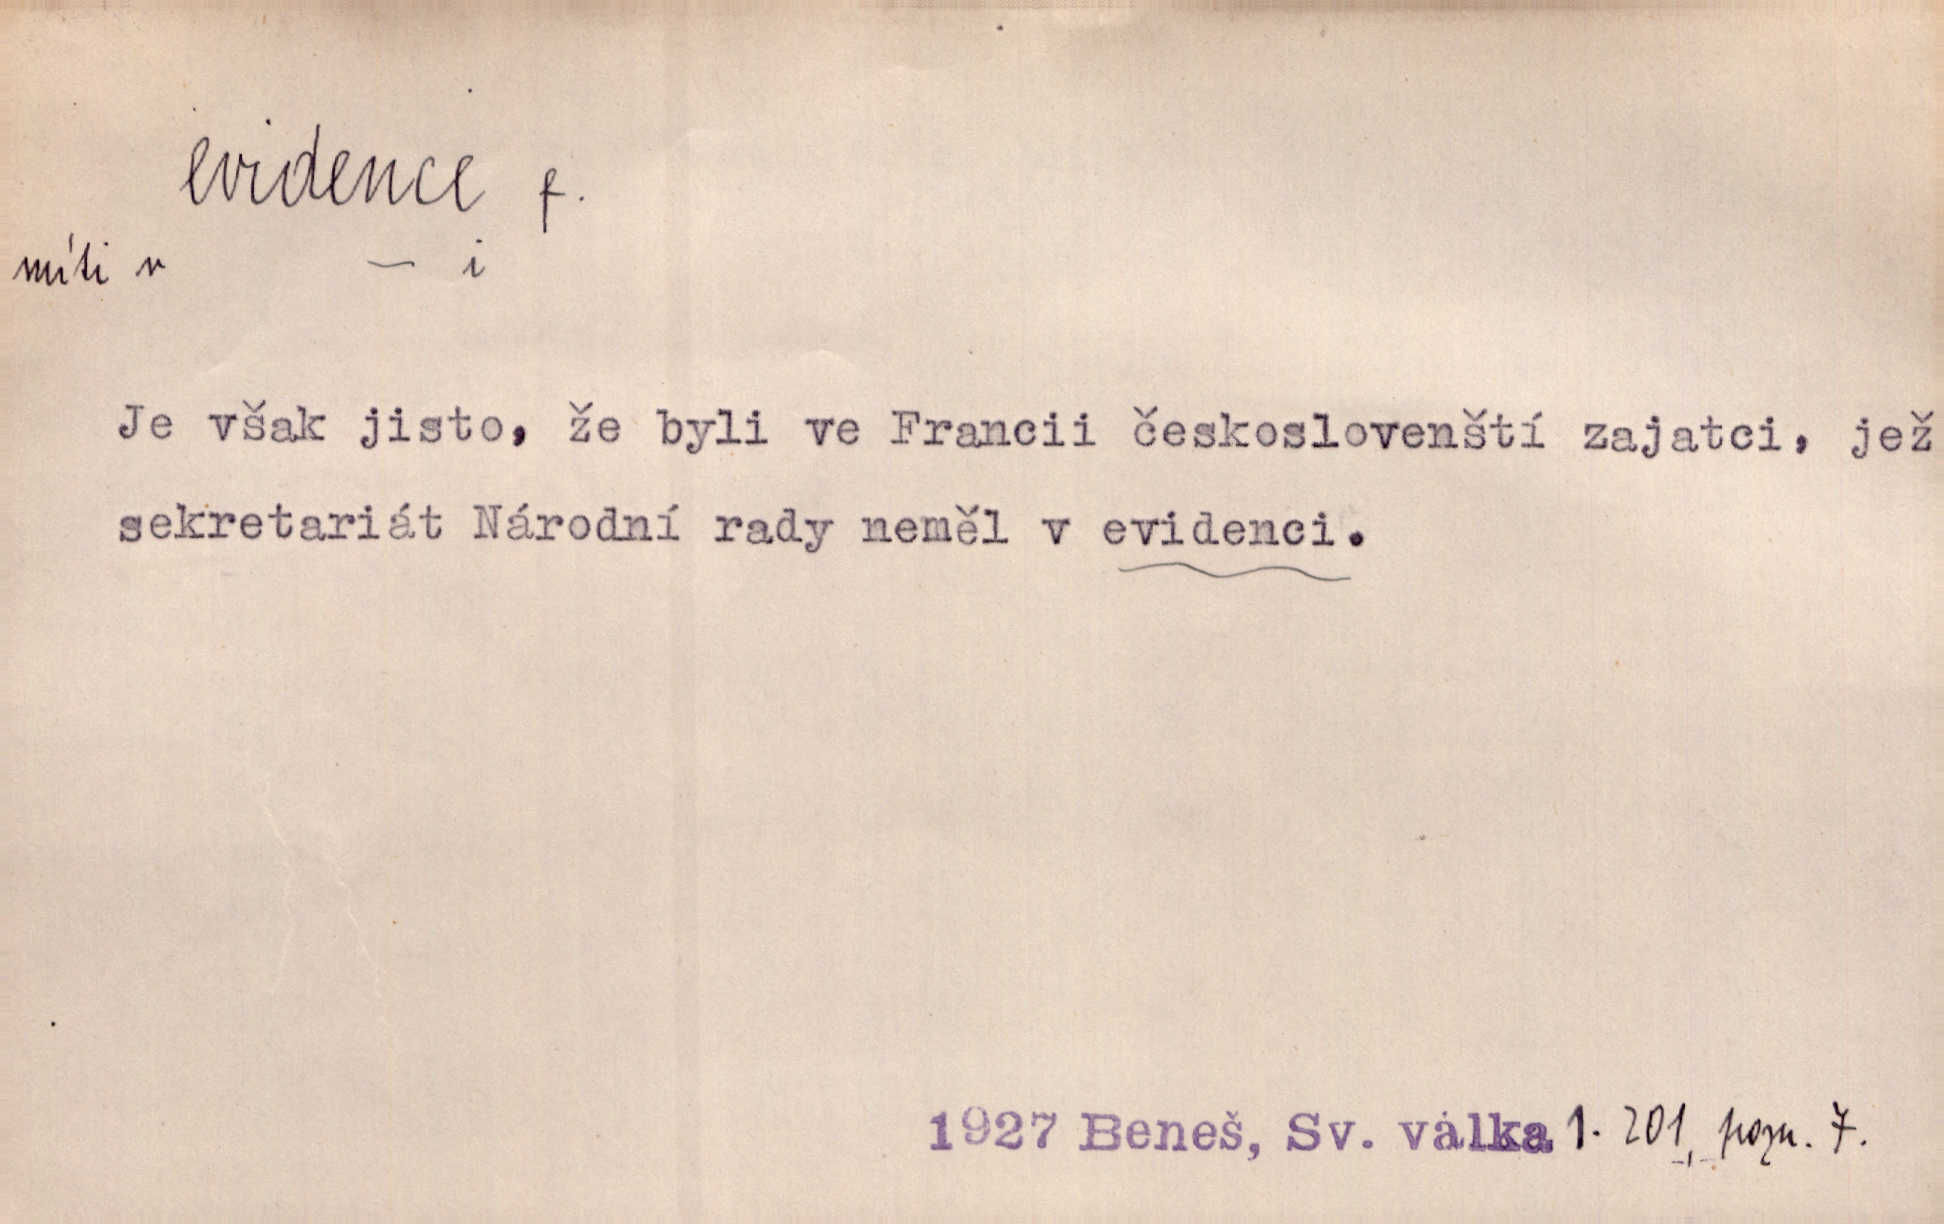 evidence f.
míti v — i
Je však jisto, že byli ve Francii českoslovenští zajatci, jež
sekretariát Národní rady neměl v evidenci.
1927 Beneš, Sv. válka 1. 201, pozn. 7.